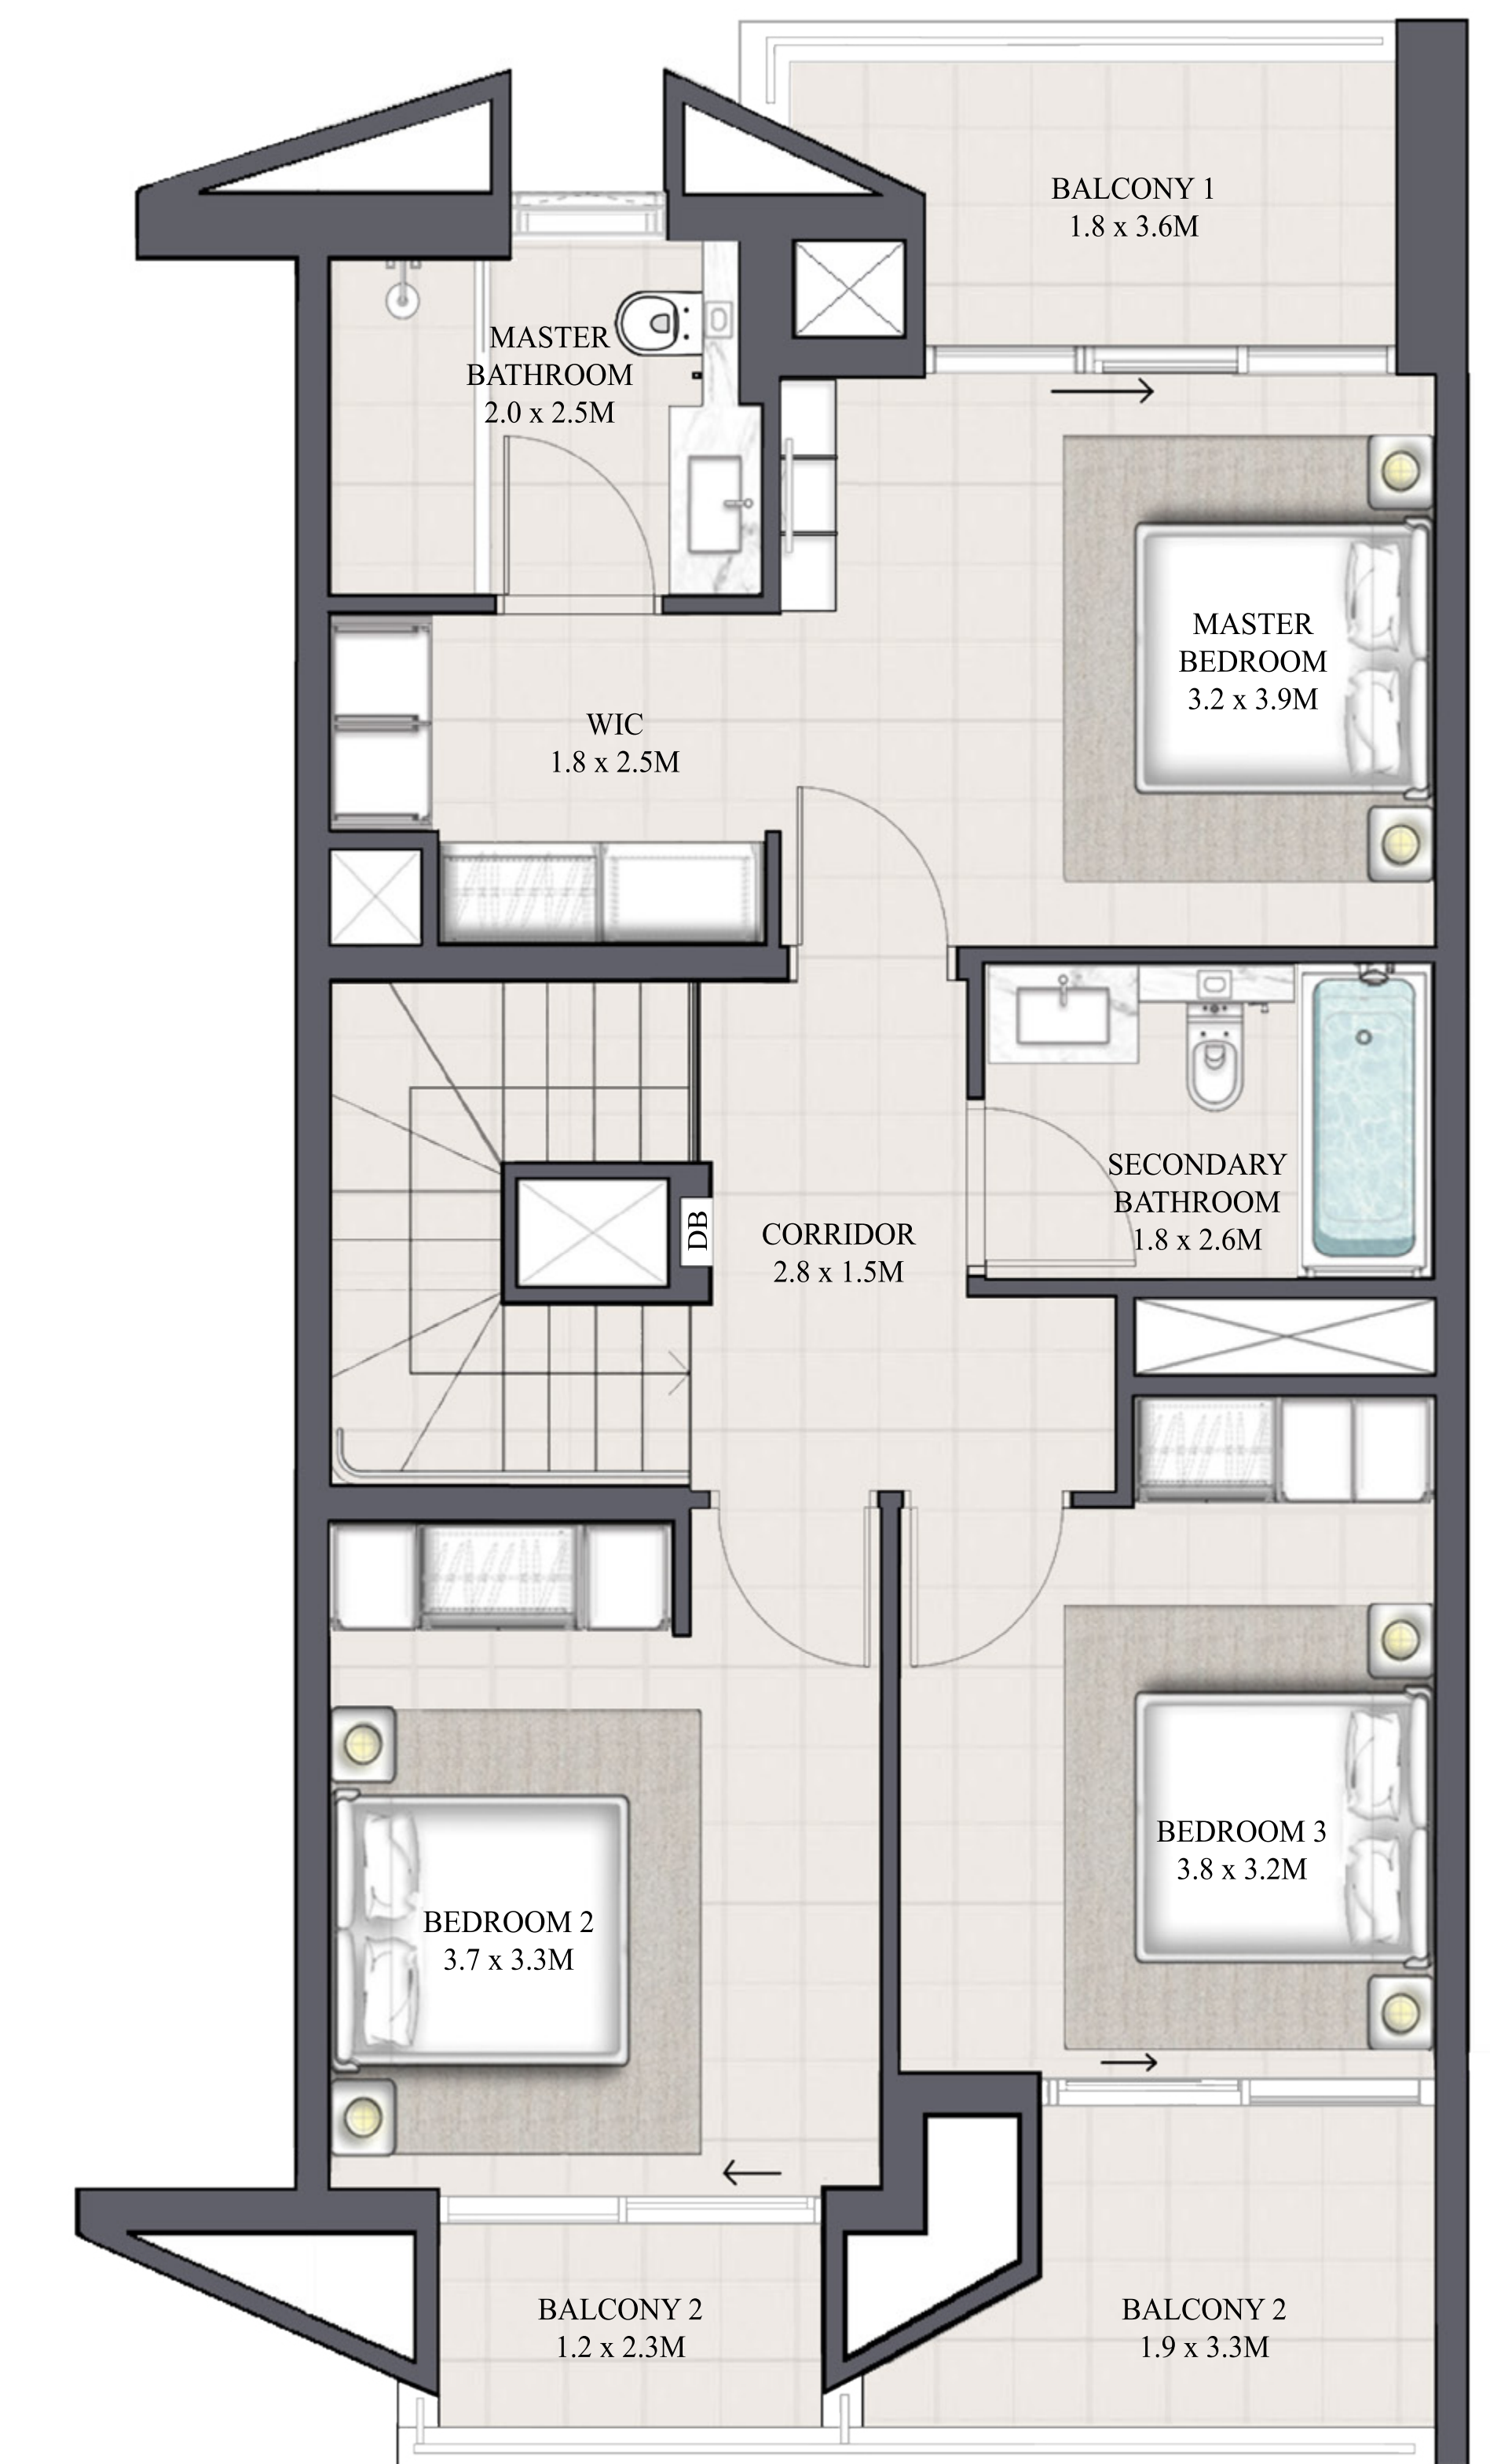 BALCONY 1
1.8 x 3.6M
MASTER
BATHROOM
2.0 x 2.5M
MASTER
BEDROOM
3.2 x 3.9M
WIC
1.8 x 2.5M
SECONDARY
BATHROOM
1.8 x 2.6M
DB
CORRIDOR
2.8 x 1.5M
BEDROOM 3
3.8 x 3.2M
BEDROOM 2
3.7 x 3.3M
BALCONY 2
1.2 x 2.3M
BALCONY 2
1.9 x 3.3M